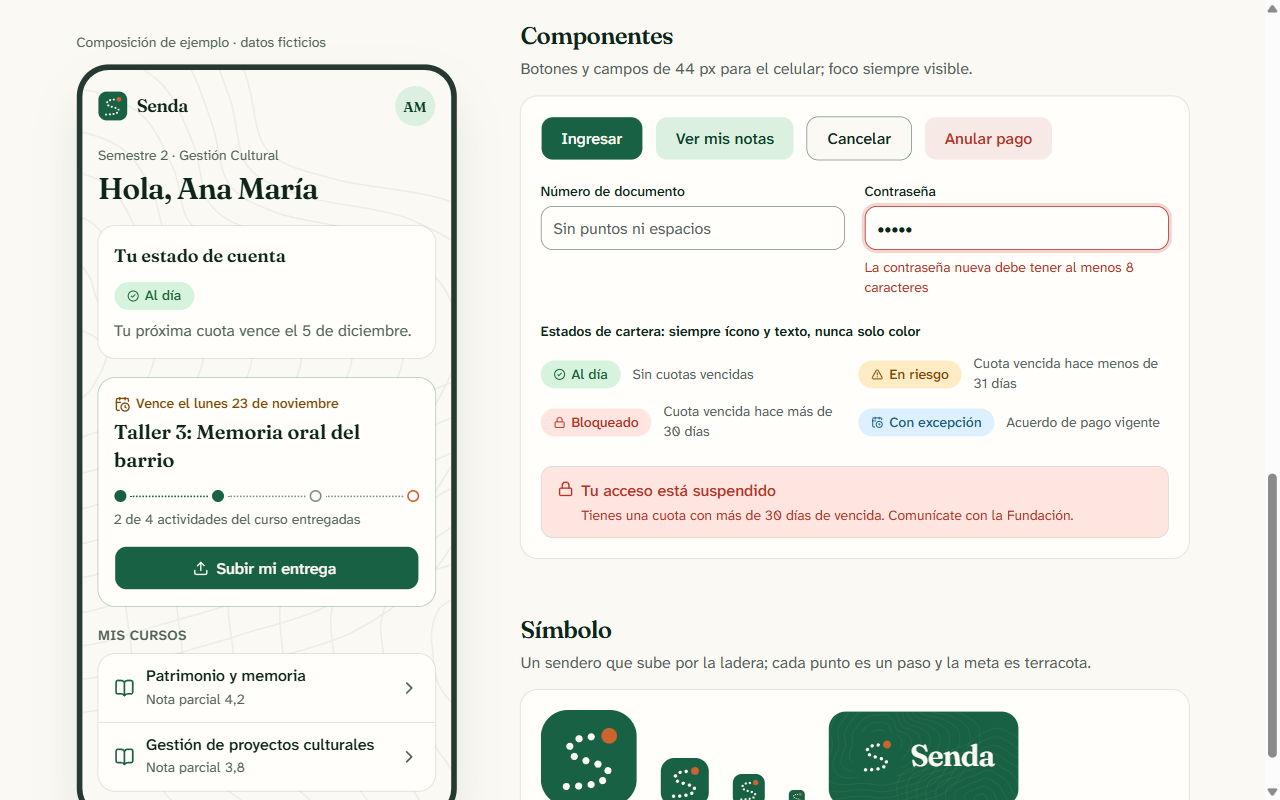 Composición de ejemplo · datos ficticios
Senda
AM
Semestre 2 · Gestión Cultural
Hola, Ana María
Tu estado de cuenta
Al día
Tu próxima cuota vence el 5 de diciembre.
Vence el lunes 23 de noviembre
Taller 3: Memoria oral del
barrio
2 de 4 actividades del curso entregadas
Subir mi entrega
MIS CURSOS
Patrimonio y memoria
Nota parcial 4,2
Gestión de proyectos culturales
Nota parcial 3,8
Componentes
Botones y campos de 44 px para el celular; foco siempre visible.
Ingresar
Ver mis notas
Cancelar
Anular pago
Número de documento
Contraseña
Sin puntos ni espacios
•••••
La contraseña nueva debe tener al menos 8
caracteres
Estados de cartera: siempre ícono y texto, nunca solo color
Al día
Sin cuotas vencidas
En riesgo
Cuota vencida hace menos de
31 días
Bloqueado
Cuota vencida hace más de
30 días
Con excepción
Acuerdo de pago vigente
Tu acceso está suspendido
Tienes una cuota con más de 30 días de vencida. Comunícate con la Fundación.
Símbolo
Un sendero que sube por la ladera; cada punto es un paso y la meta es terracota.
Senda